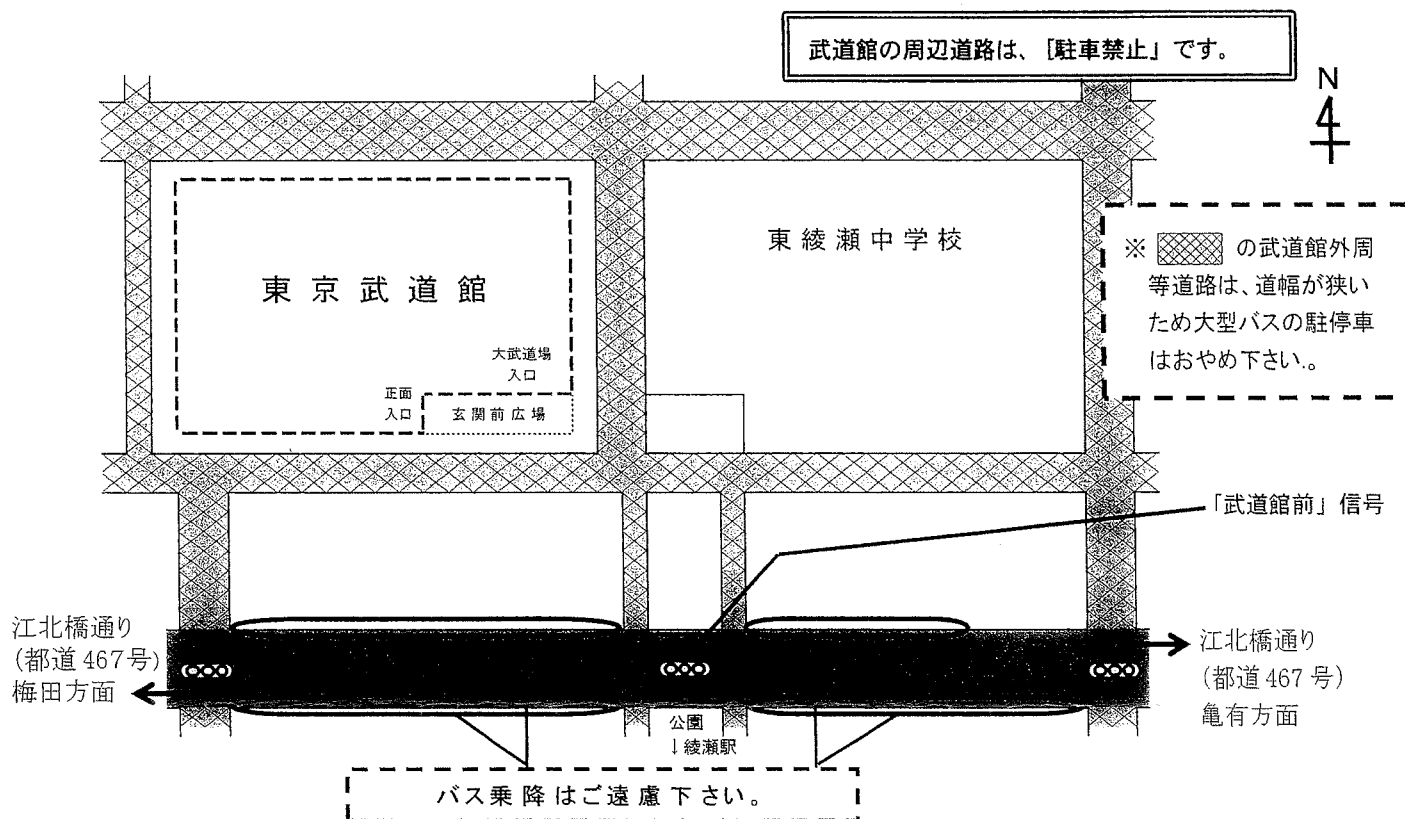 武道館の周辺道路は、［駐車禁止」です。
N
東京武道館
大武道場
入口
正面
入口
玄関前広場
東綾瀬中学校
※ の武道館外周
等道路は、道幅が狭い
ため大型バスの駐停車
はおやめ下さい.。
「武道館前」信号
江北橋通り
(都道467号)
梅田方面
江北橋通り
(都道467号)
亀有方面
公園
↓綾瀬駅
バス乗降はご遠慮下さい。